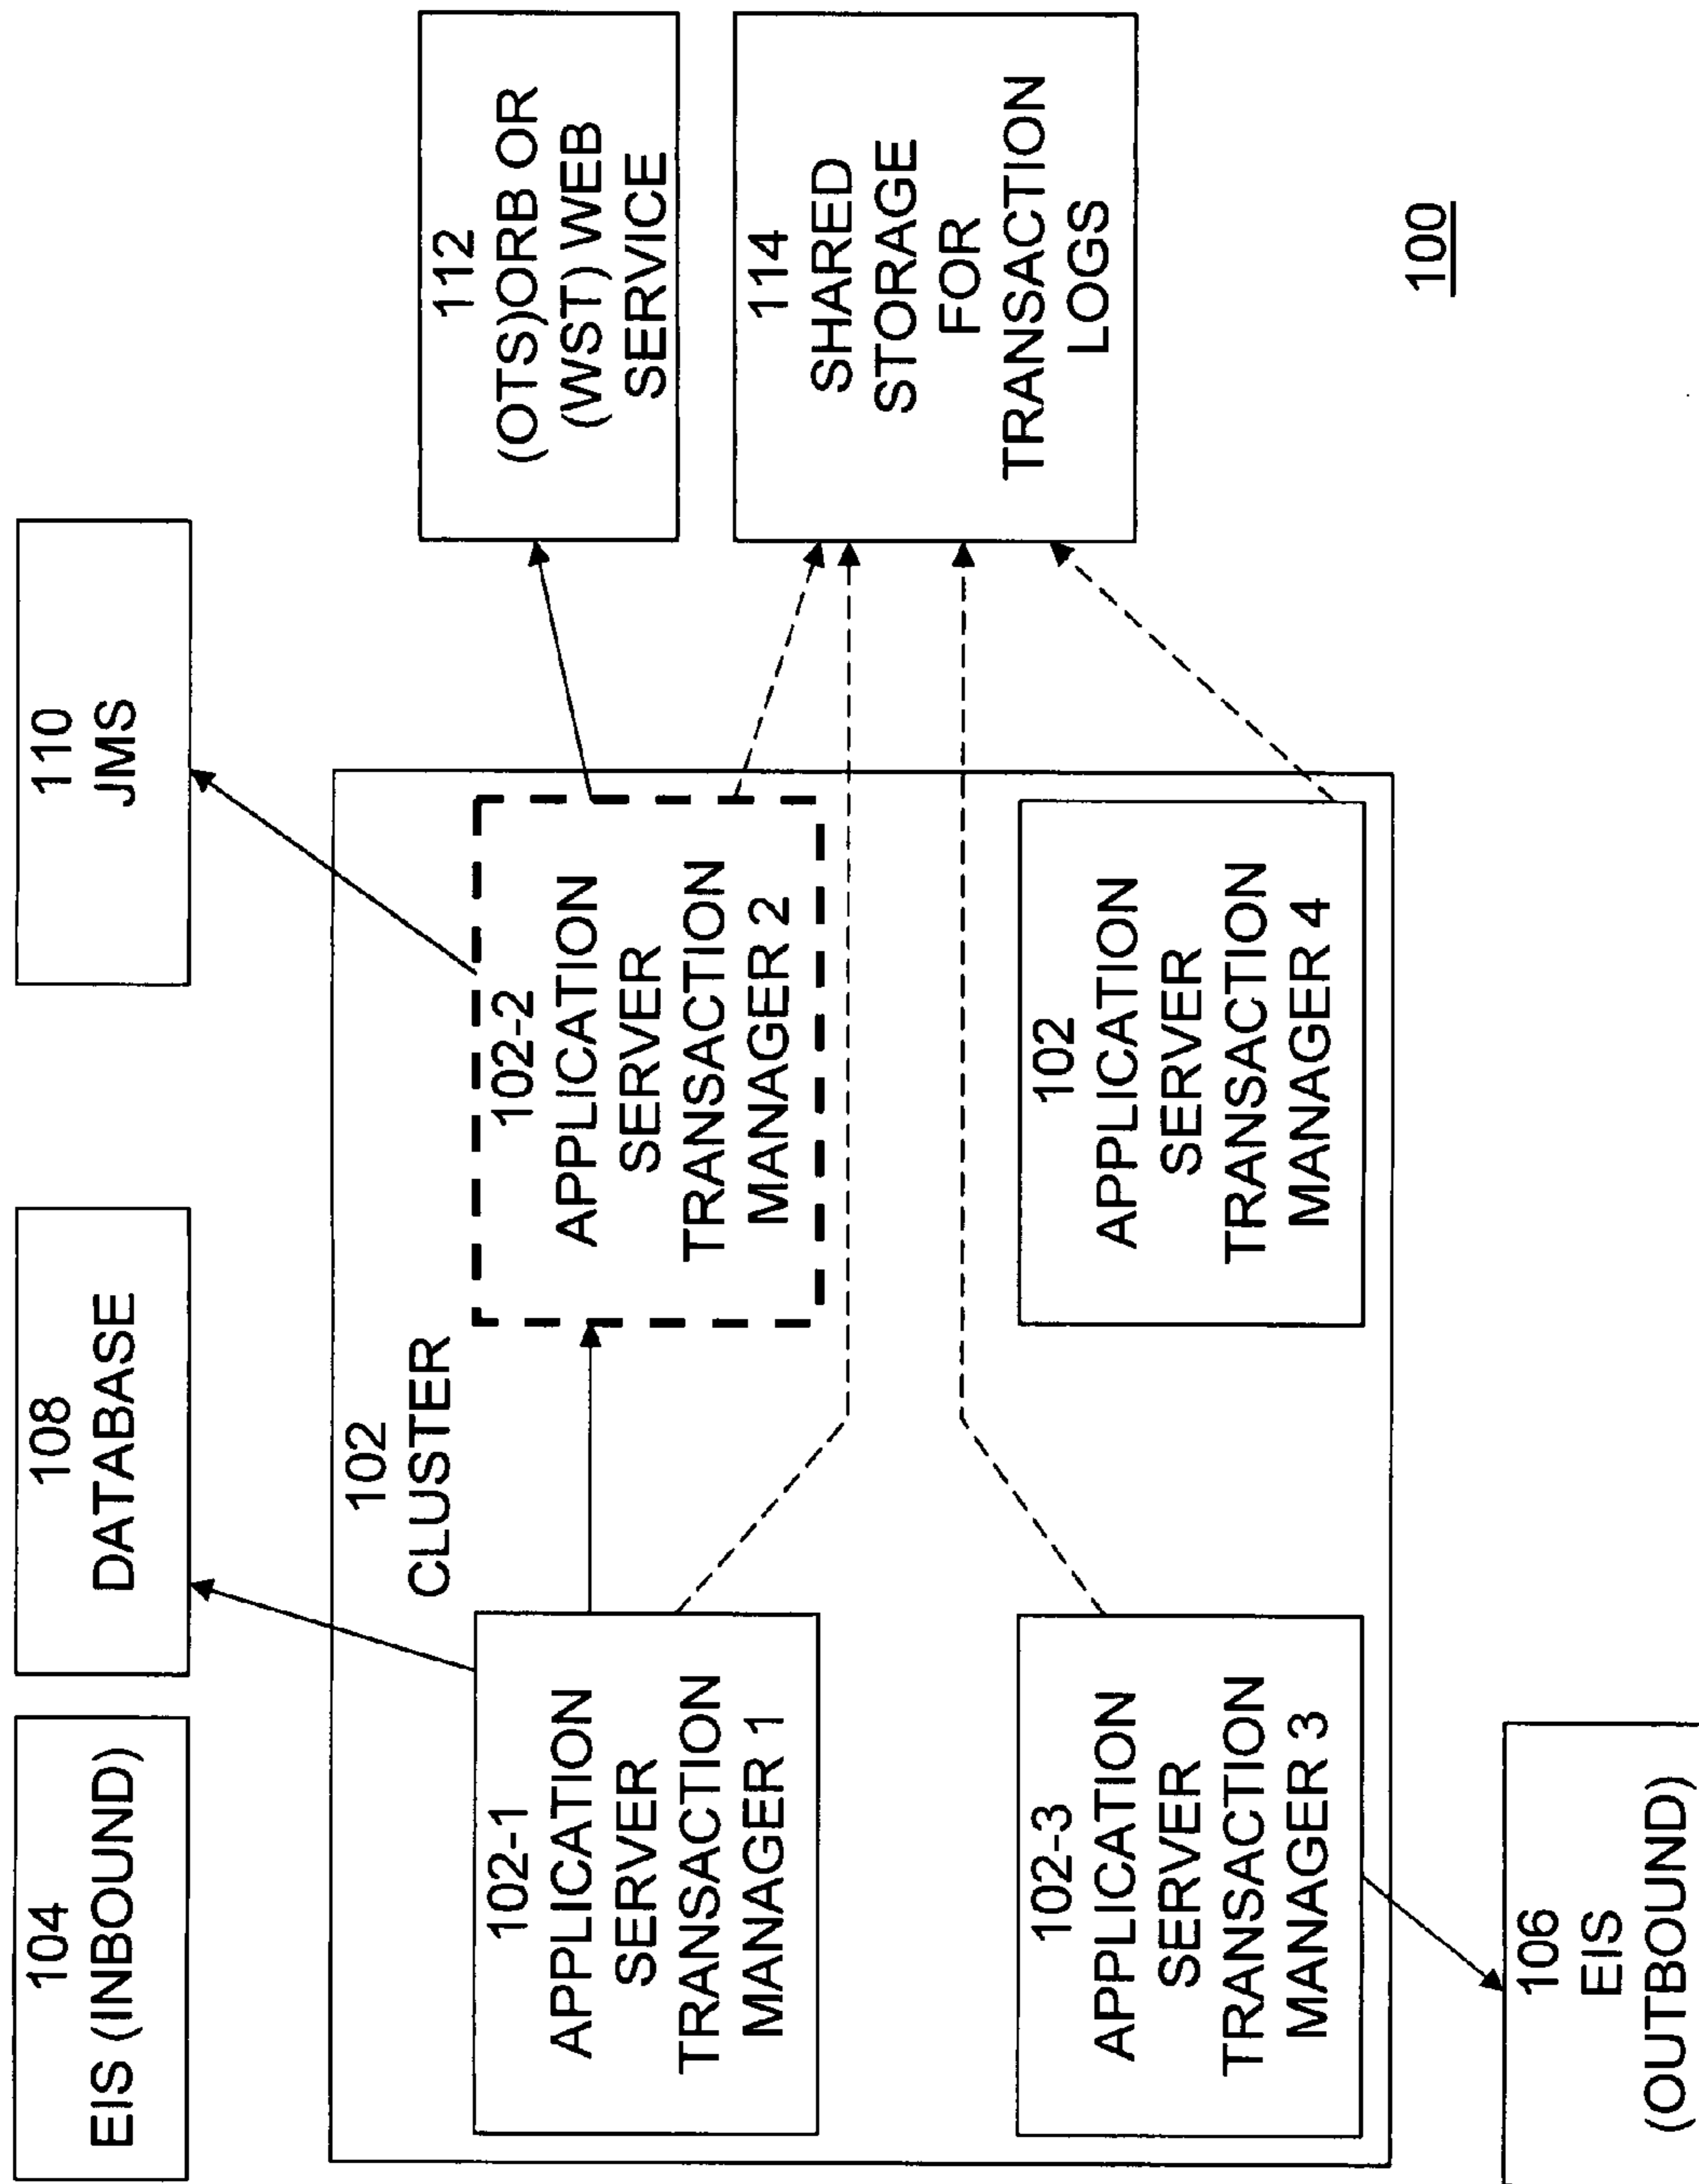 104
EIS (INBOUND)
108
DATABASE
110
JMS
102
CLUSTER
102-1
APPLICATION
SERVER
TRANSACTION
MANAGER 1
102-2
APPLICATION
SERVER
TRANSACTION
MANAGER 2
112
(OTS)ORB OR
(WST) WEB
SERVICE
114
SHARED
STORAGE
FOR
TRANSACTION
LOGS
102-3
APPLICATION
SERVER
TRANSACTION
MANAGER 3
102
APPLICATION
SERVER
TRANSACTION
MANAGER 4
106
EIS
(OUTBOUND)
100